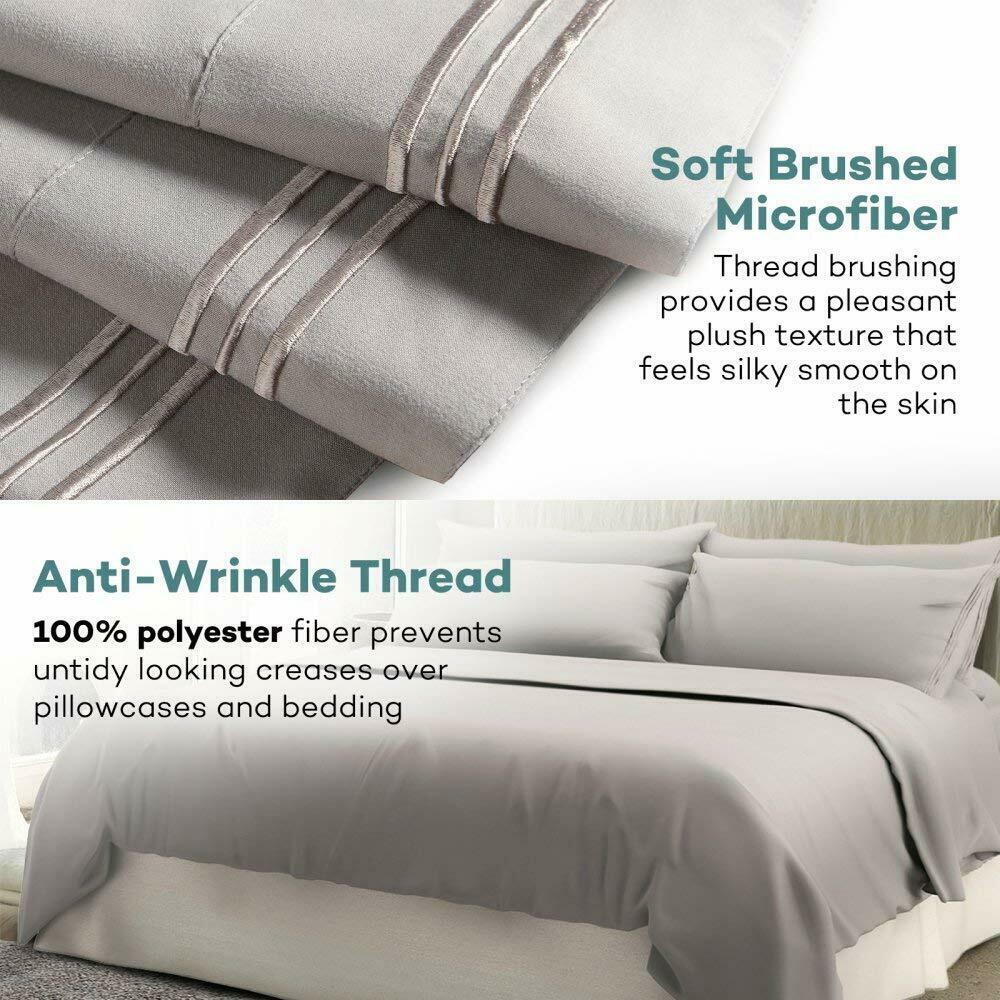 Soft Brushed
Microfiber
Thread brushing
provides a pleasant
plush texture that
feels silky smooth on
the skin
Anti-Wrinkle Thread
100% polyester fiber prevents
untidy looking creases over
pillowcases and bedding